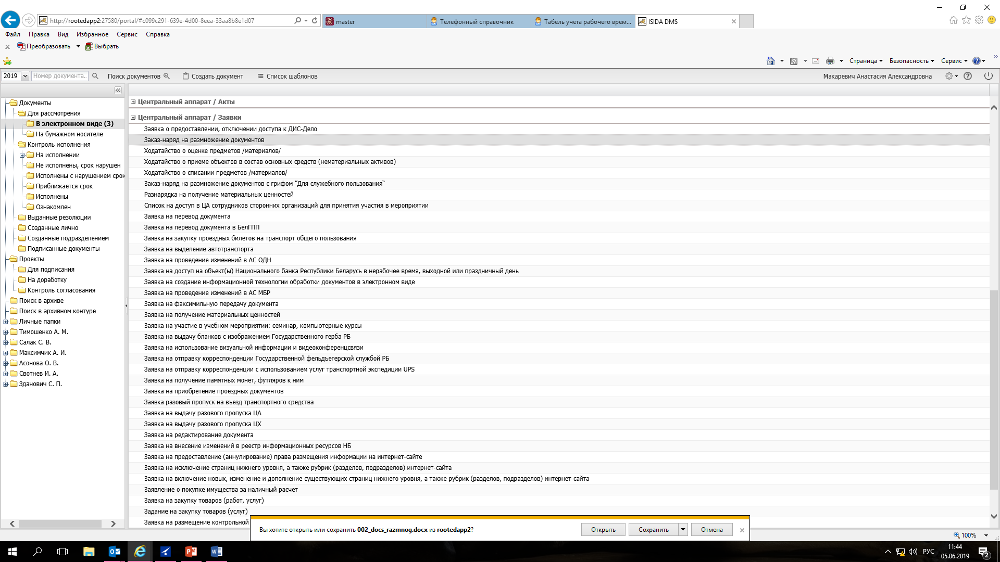 http://rootedapp2:27580/portal/#c099c291-639e-4d00-8eea-33aa8b8e1d07
master
Телефонный справочник
Табель учета рабочего врем...
ISIDA DMS
Файл Правка Вид Избранное Сервис Справка
Преобразовать Выбрать
Страница Безопасность Сервис
2019 Номер документа.. Поиск документов Создать документ Список шаблонов Макаревич Анастасия Александровна
Документы
Для рассмотрения
В электронном виде (3)
На бумажном носителе
Контроль исполнения
На исполнении
Не исполнены, срок нарушен
Исполнены с нарушением срок
Приближается срок
Исполнены
Ознакомлен
Выданные резолюции
Созданные лично
Созданные подразделением
Подписанные документы
Проекты
Для подписания
На доработку
Контроль согласования
Поиск в архиве
Поиск в архивном контуре
Личные папки
Тимошенко А. М.
Салак С. В.
Максимчик А. И.
Асонова О. В.
Свотнев И. А.
Зданович С. П.
Центральный аппарат / Акты
Центральный аппарат / Заявки
Заявка о предоставлении, отключении доступа к ДИС-Дело
Заказ-наряд на размножение документов
Ходатайство о оценке предметов /материалов/
Ходатайство о приеме объектов в состав основных средств (нематериальных активов)
Ходатайство о списании предметов /материалов/
Заказ-наряд на размножение документов с грифом "Для служебного пользования"
Разнарядка на получение материальных ценностей
Список на доступ в ЦА сотрудников сторонних организаций для принятия участия в мероприятии
Заявка на перевод документа
Заявка на перевод документа в БелГПП
Заявка на закупку проездных билетов на транспорт общего пользования
Заявка на выделение автотранспорта
Заявка на проведение изменений в АС ОДН
Заявка на доступ на объект(ы) Национального банка Республики Беларусь в нерабочее время, выходной или праздничный день
Заявка на создание информационной технологии обработки документов в электронном виде
Заявка на проведение изменений в АС МБР
Заявка на факсимильную передачу документа
Заявка на получение материальных ценностей
Заявка на участие в учебном мероприятии: семинар, компьютерные курсы
Заявка на выдачу бланков с изображением Государственного герба РБ
Заявка на использование визуальной информации и видеоконференцсвязи
Заявка на отправку корреспонденции Государственной фельдъегерской службой РБ
Заявка на отправку корреспонденции с использованием услуг транспортной экспедиции UPS
Заявка на получение памятных монет, футляров к ним
Заявка на приобретение проездных документов
Заявка разовый пропуск на въезд транспортного средства
Заявка на выдачу разового пропуска ЦА
Заявка на выдачу разового пропуска ЦХ
Заявка на редактирование документа
Заявка на внесение изменений в реестр информационных ресурсов НБ
Заявка на предоставление (аннулирование) права размещения информации на интернет-сайте
Заявка на исключение страниц нижнего уровня, а также рубрик (разделов, подразделов) интернет-сайта
Заявка на включение новых, изменение и дополнение существующих страниц нижнего уровня, а также рубрик (разделов, подразделов) интернет-сайта
Заявление о покупке имущества за наличный расчет
Заявка на закупку товаров (работ, услуг)
Задание на закупку товаров (услуг)
Заявка на размещение контрольной
Вы хотите открыть или сохранить 002_docs_razmnog.docx из rootedapp2?
Открыть Сохранить Отмена
100%
РУС
11:44
05.06.2019
2